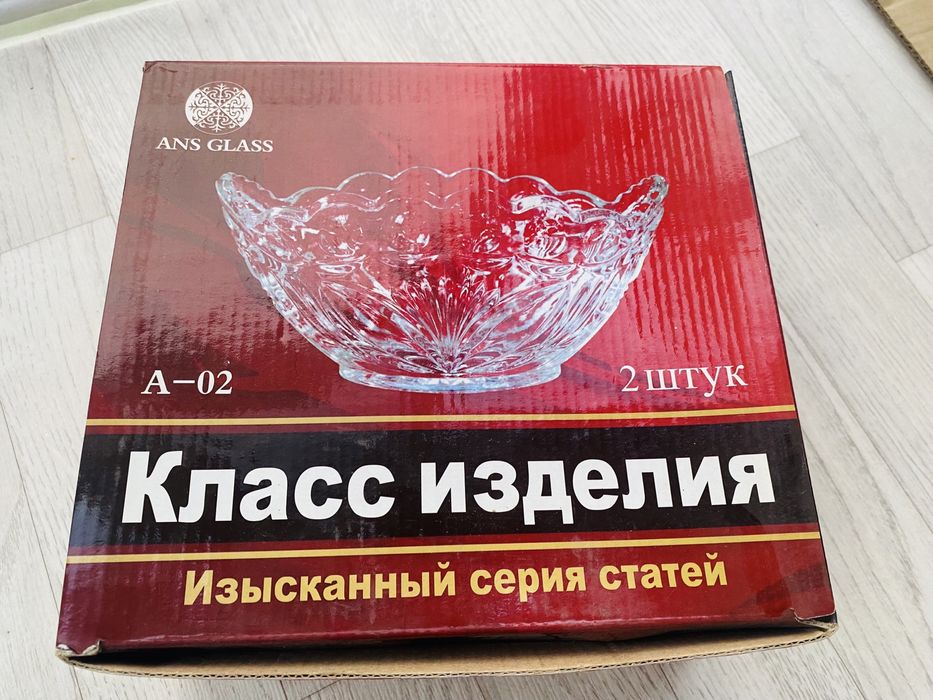 ANS GLASS
A-02
2 ШТУК
Класс изделия
Изысканный серия статей